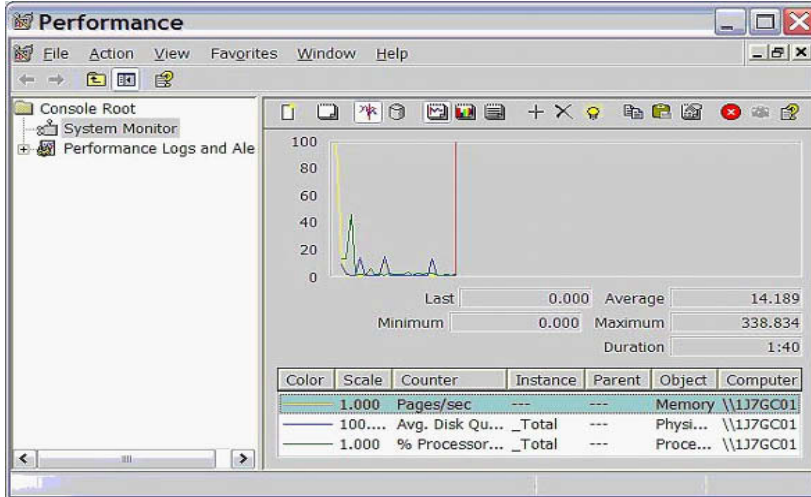 Performance
File Action View Favorites Window Help
Console Root
System Monitor
Performance Logs and Ale
100
80
60
40
20
0
Last 0.000 Average 14.189
Minimum 0.000 Maximum 338.834
Duration 1:40
Color Scale Counter Instance Parent Object Computer
1.000 Pages/sec --- --- Memory \\1J7GC01
100.... Avg. Disk Qu... _Total --- Physi... \\1J7GC01
1.000 % Processor... _Total --- Proce... \\1J7GC01